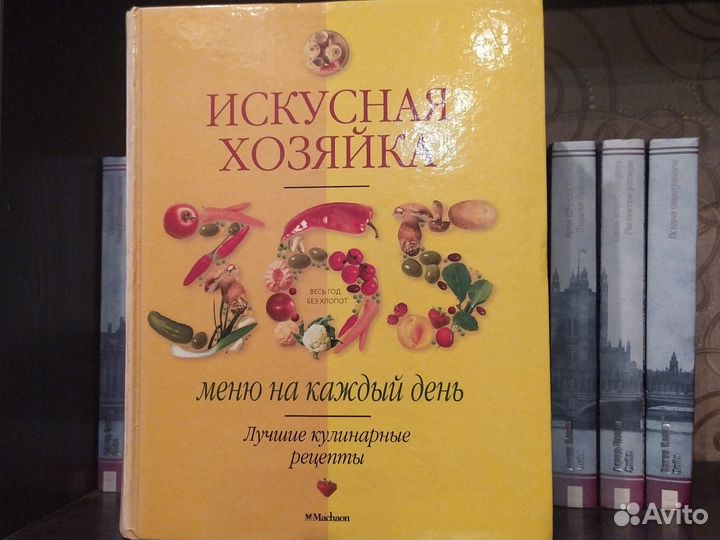 ИСКУСНАЯ
ХОЗЯЙКА
365
ВЕСЬ ГОД
БЕЗ ХЛОПОТ
меню на каждый день
Лучшие кулинарные
рецепты
Machaon
Avito